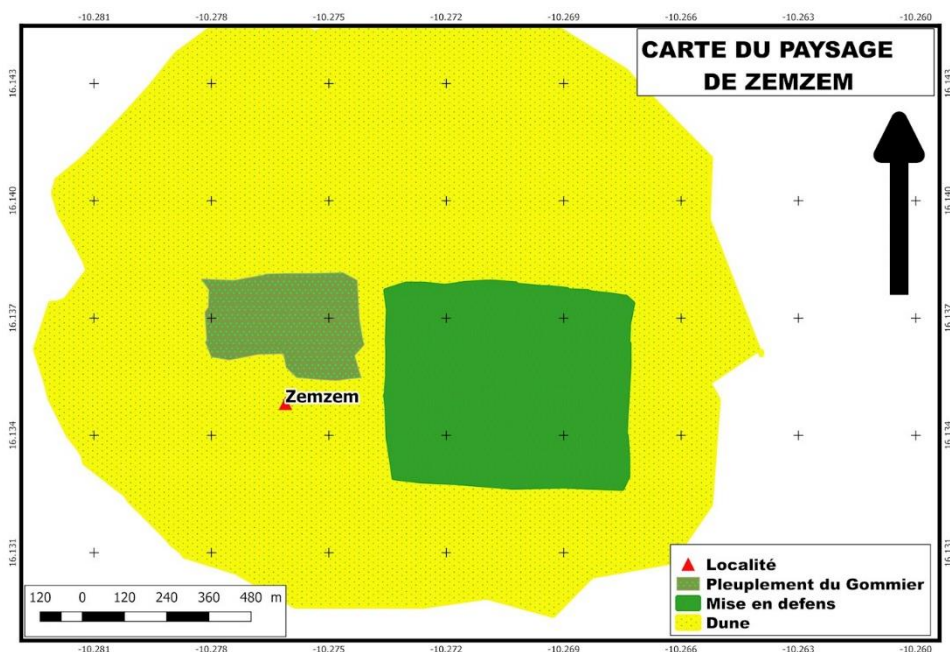 -10.281 -10.278 -10.275 -10.272 -10.269 -10.266 -10.263 -10.260
CARTE DU PAYSAGE
DE ZEMZEM
16.143 16.143
16.140 16.140
16.137 16.137
Zemzem
16.134 16.134
16.131 16.131
Localité
Pleuplement du Gommier
Mise en defens
Dune
120 0 120 240 360 480 m
-10.281 -10.278 -10.275 -10.272 -10.269 -10.266 -10.263 -10.260